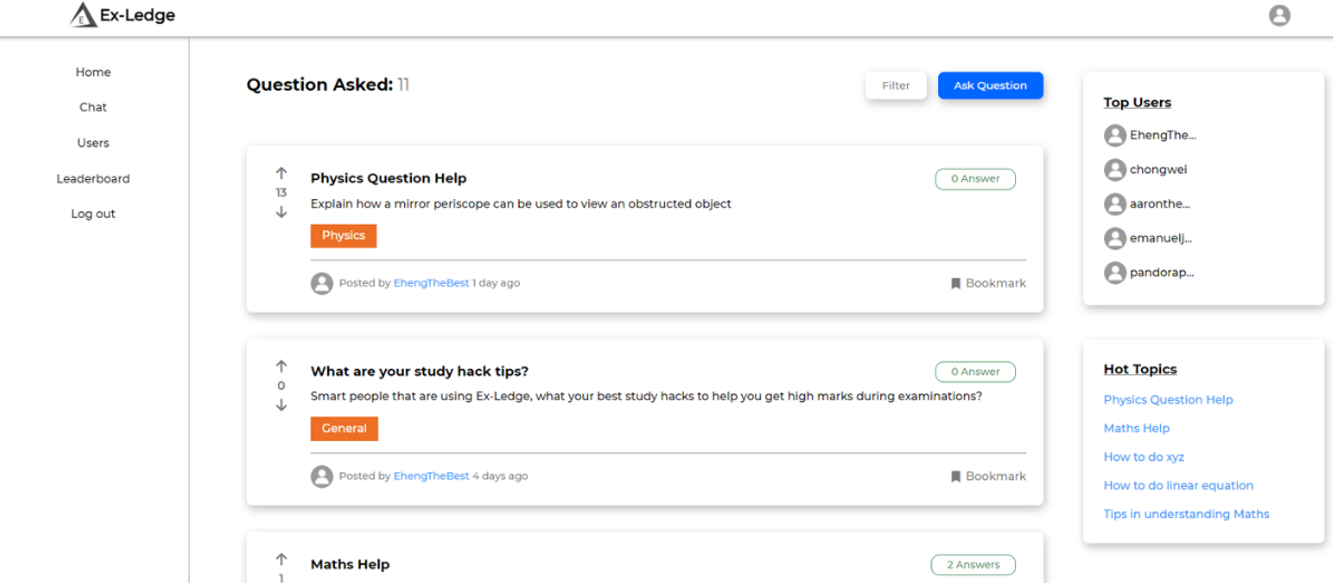 Ex-Ledge
Home
Chat
Users
Leaderboard
Log out
Question Asked: 11
Filter
Ask Question
13
Physics Question Help
0 Answer
Explain how a mirror periscope can be used to view an obstructed object
Physics
Posted by EhengTheBest 1 day ago
Bookmark
0
What are your study hack tips?
0 Answer
Smart people that are using Ex-Ledge, what your best study hacks to help you get high marks during examinations?
General
Posted by EhengTheBest 4 days ago
Bookmark
1
Maths Help
2 Answers
Top Users
EhengThe...
chongwei
aaronthe...
emanuelj...
pandorap...
Hot Topics
Physics Question Help
Maths Help
How to do xyz
How to do linear equation
Tips in understanding Maths